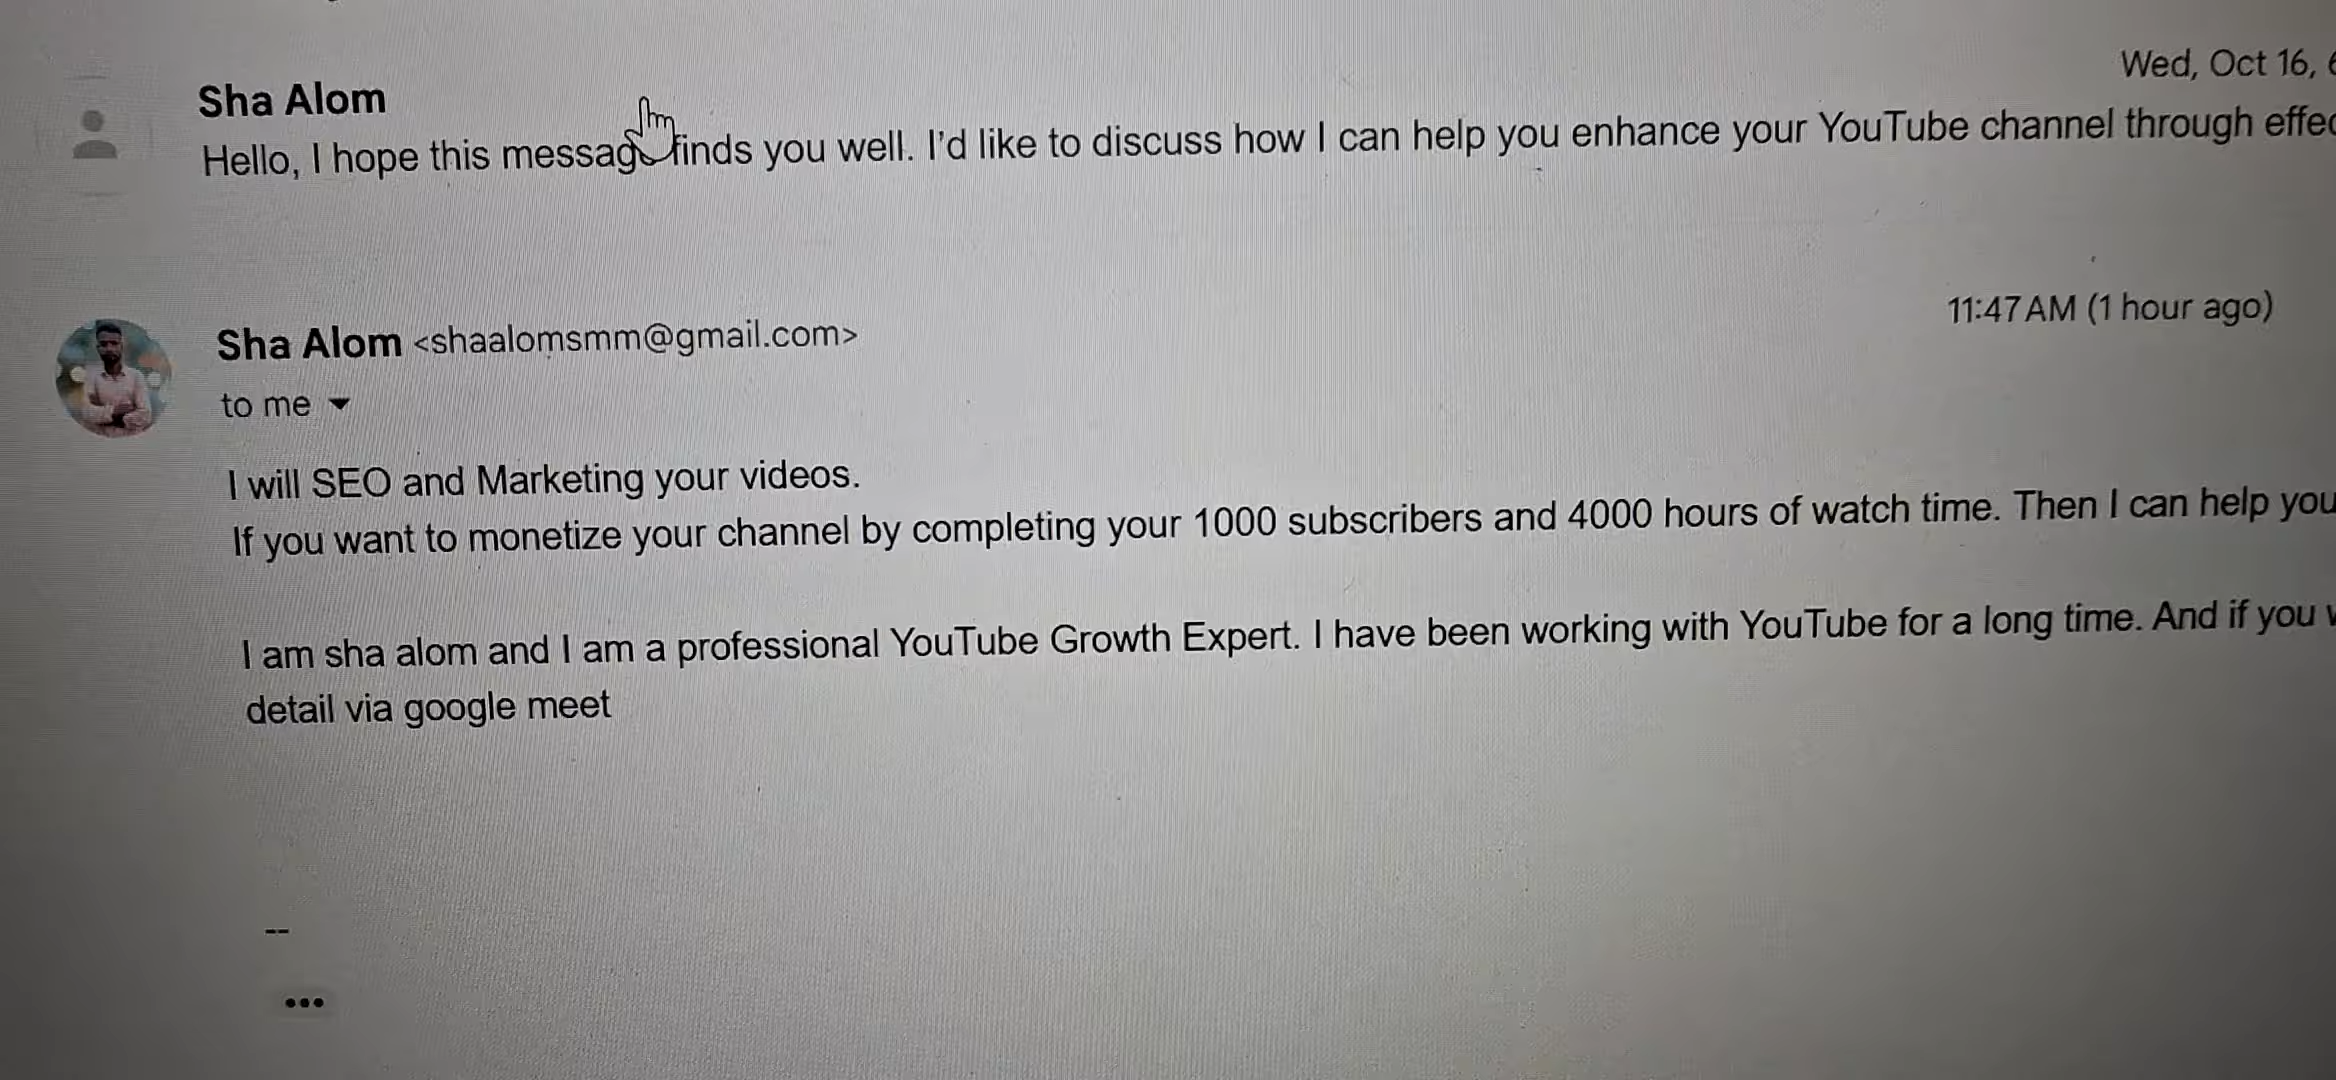 Sha Alom
Wed, Oct 16,
Hello, I hope this message finds you well. I'd like to discuss how I can help you enhance your YouTube channel through
Sha Alom <shaalomsmm@gmail.com>
11:47 AM (1 hour ago)
to me
I will SEO and Marketing your videos.
If you want to monetize your channel by completing your 1000 subscribers and 4000 hours of watch time. Then I can help you
I am sha alom and I am a professional YouTube Growth Expert. I have been working with YouTube for a long time. And if you
detail via google meet
--
•••